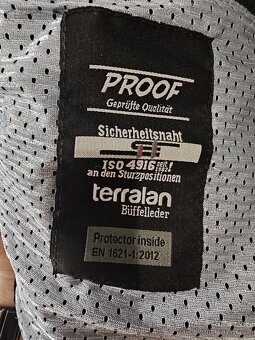 PROOF
Geprüfte Qualität
Sicherheitsnaht
ISO 4916
an den Sturzpositionen
terralan
Büffelleder
Protector inside
EN 1621-1:2012